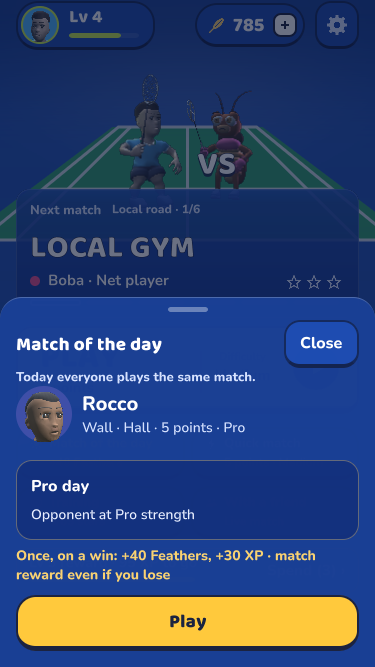 Lv 4
785
+
VS
Next match Local road · 1/6
LOCAL GYM
Boba · Net player
Match of the day
Close
Today everyone plays the same match.
Rocco
Wall · Hall · 5 points · Pro
Pro day
Opponent at Pro strength
Once, on a win: +40 Feathers, +30 XP · match
reward even if you lose
Play